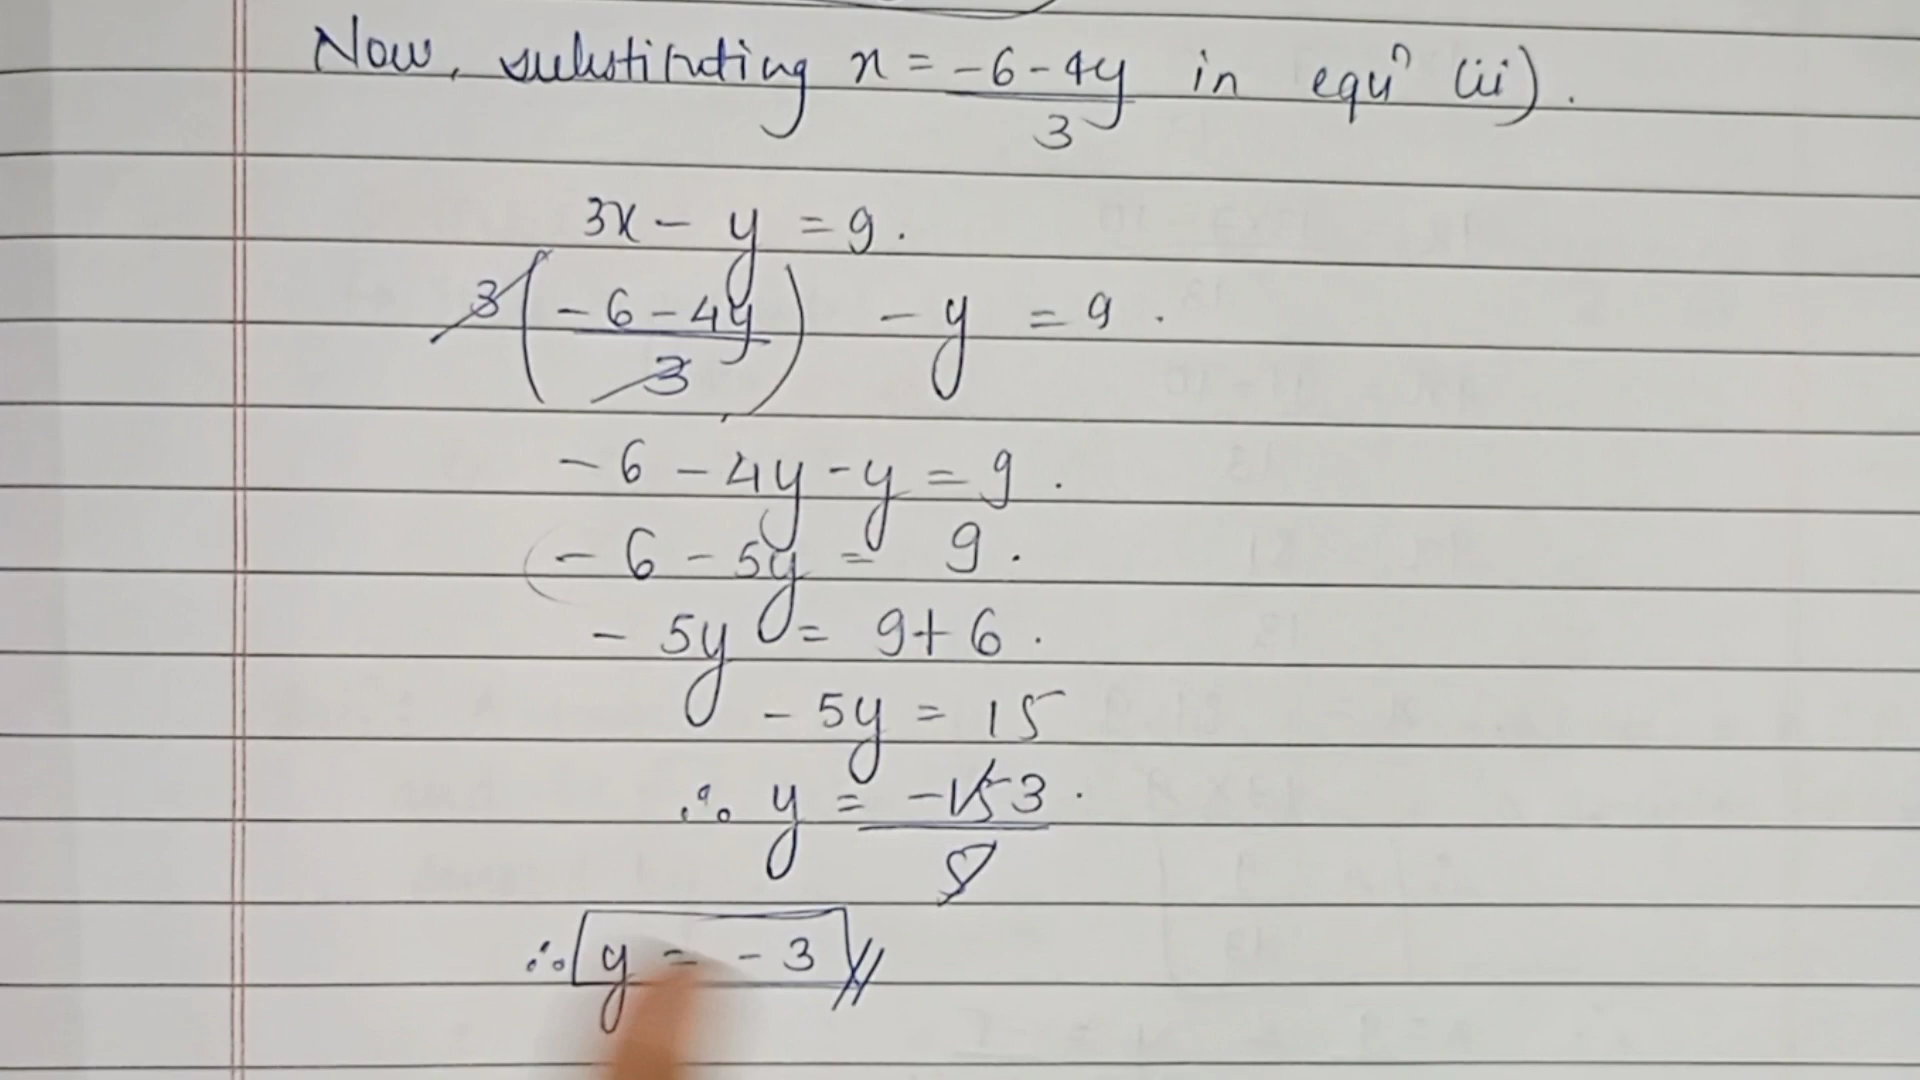 Now, substituting x = -6-4y/3 in equⁿ (ii).
3x - y = 9.
3(-6-4y/3) - y = 9.
-6-4y-y = 9.
-6-5y = 9.
-5y = 9+6.
-5y = 15
∴ y = -15 3/5.
∴ y = -3